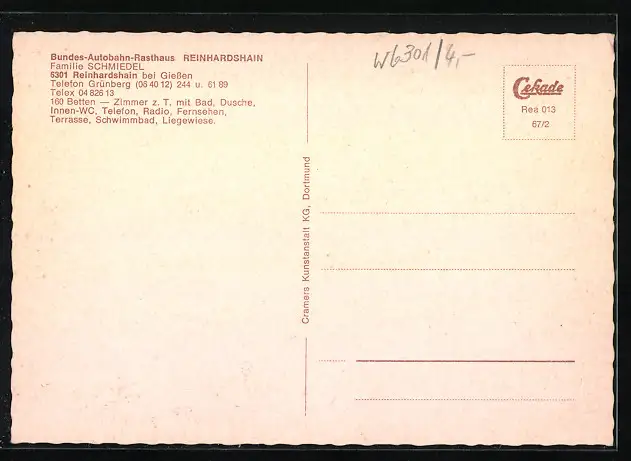 Bundes-Autobahn-Rasthaus REINHARDSHAIN
Familie SCHMIEDEL
6301 Reinhardshain bei Gießen
Telefon Grünberg (06 40 12) 244 u. 61 89
Telex 04 826 13
160 Betten — Zimmer z. T. mit Bad, Dusche,
Innen-WC, Telefon, Radio, Fernsehen,
Terrasse, Schwimmbad, Liegewiese.
W6301/4,-
Cekade
Rea 013
67/2
Cramers Kunstanstalt KG, Dortmund